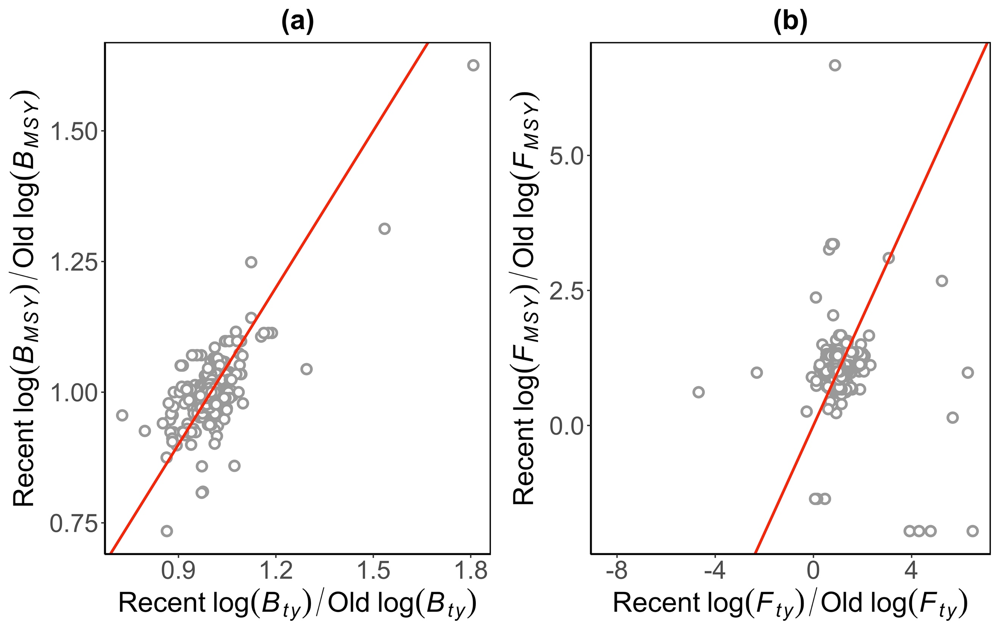 (a)
Recent log(B_MSY)/Old log(B_MSY)
1.50
1.25
1.00
0.75
0.9 1.2 1.5 1.8
Recent log(B_ty)/Old log(B_ty)
(b)
Recent log(F_MSY)/Old log(F_MSY)
5.0
2.5
0.0
-8 -4 0 4
Recent log(F_ty)/Old log(F_ty)